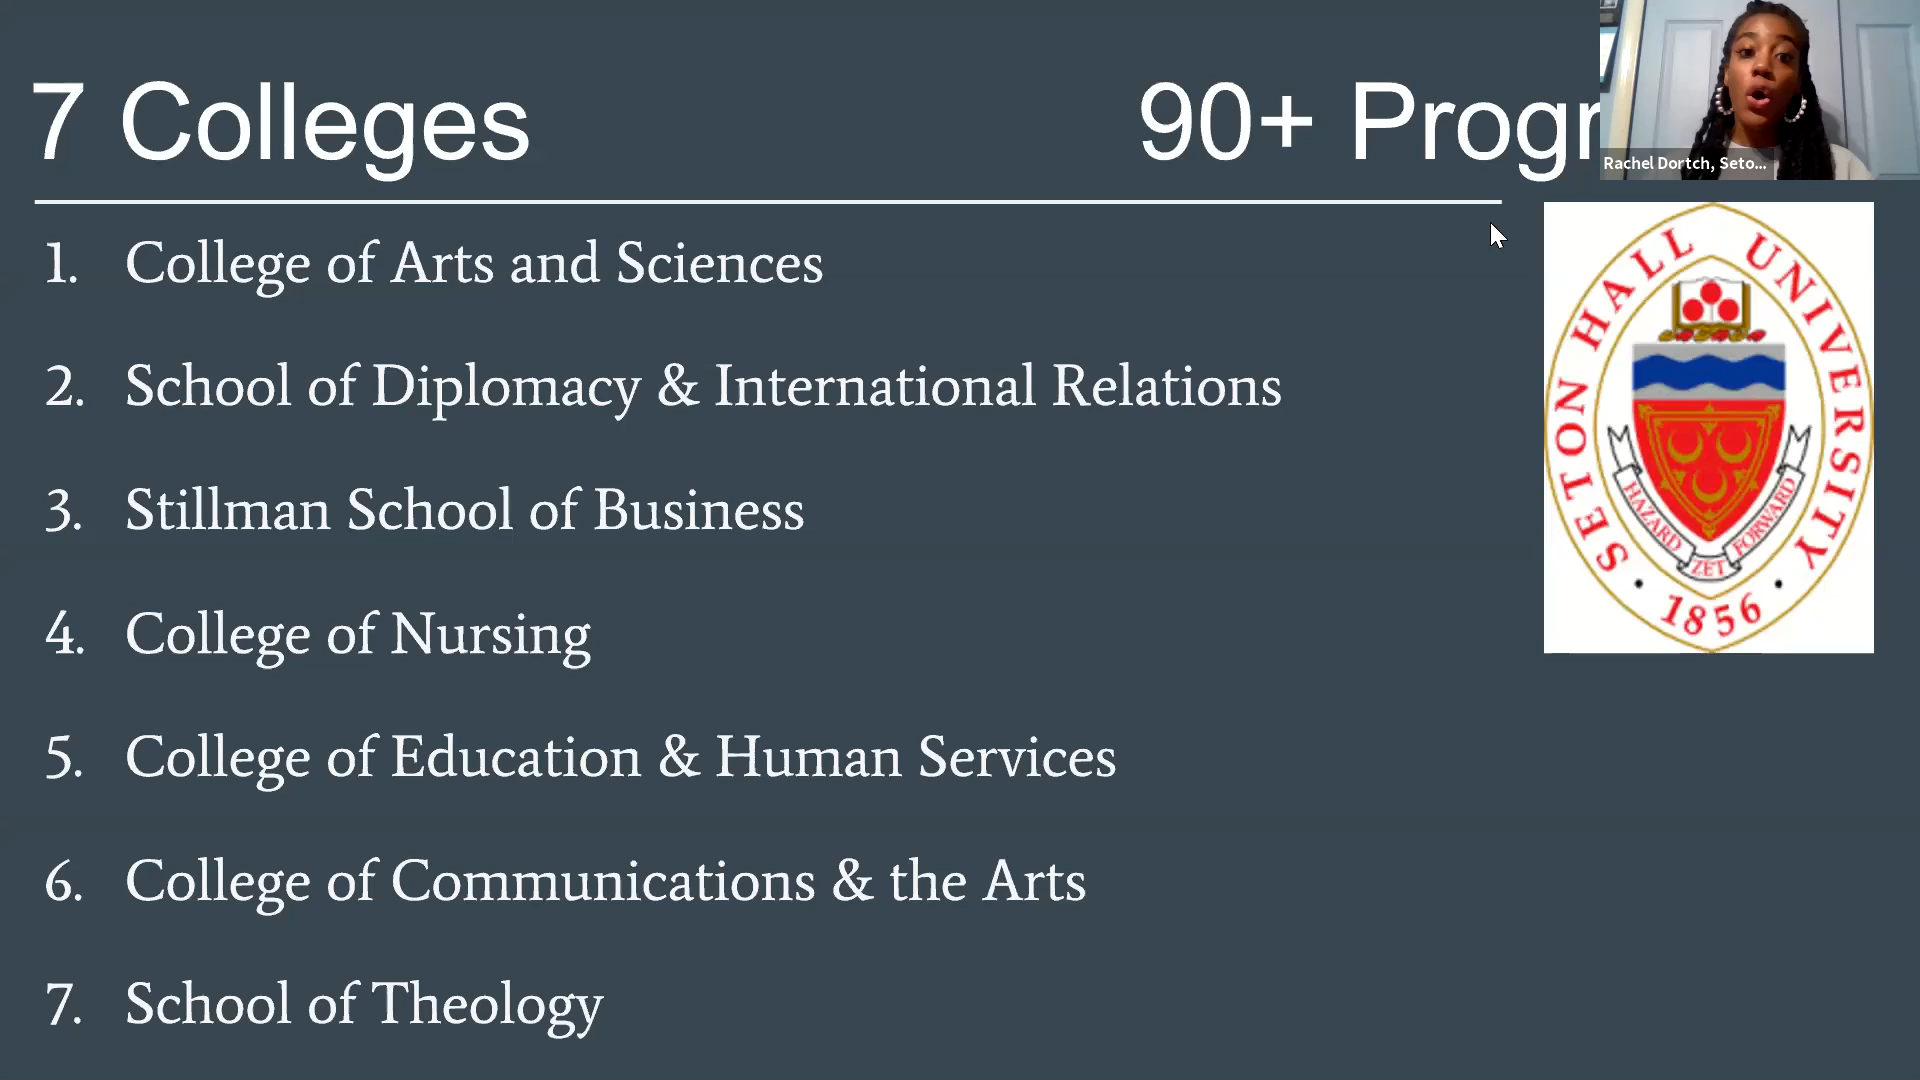 7 Colleges 90+ Progr
Rachel Dortch, Seto...
1. College of Arts and Sciences
2. School of Diplomacy & International Relations
3. Stillman School of Business
4. College of Nursing
5. College of Education & Human Services
6. College of Communications & the Arts
7. School of Theology
SETON HALL UNIVERSITY
HAZARD ZET FORWARD
1856